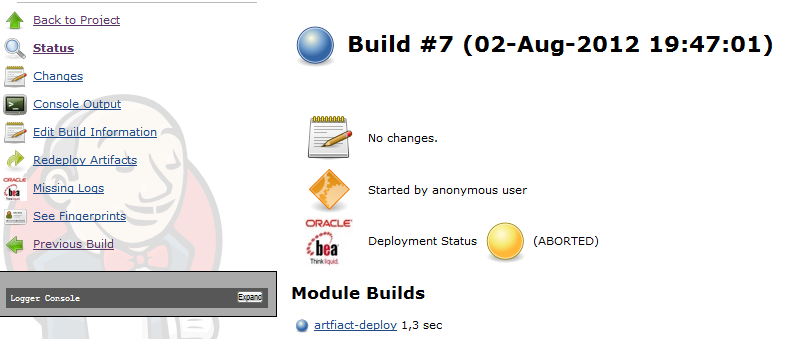 Back to Project
Status
Changes
Console Output
Edit Build Information
Redeploy Artifacts
Missing Logs
See Fingerprints
Previous Build
Logger Console Expand
Build #7 (02-Aug-2012 19:47:01)
No changes.
Started by anonymous user
ORACLE
bea
Think liquid.
Deployment Status (ABORTED)
Module Builds
artfiact-deploy 1,3 sec